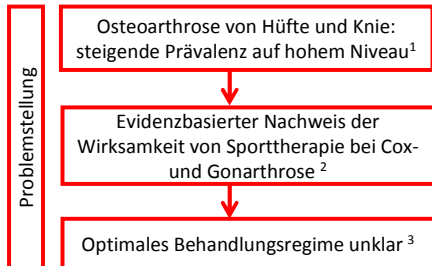 Problemstellung
Osteoarthrose von Hüfte und Knie:
steigende Prävalenz auf hohem Niveau¹
Evidenzbasierter Nachweis der
Wirksamkeit von Sporttherapie bei Cox-
und Gonarthrose ²
Optimales Behandlungsregime unklar ³